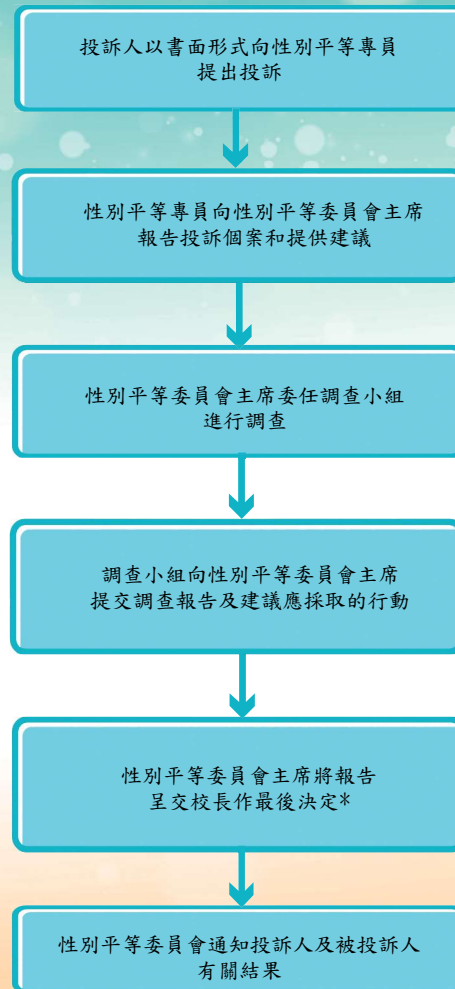 投訴人以書面形式向性別平等專員
提出投訴
性別平等專員向性別平等委員會主席
報告投訴個案和提供建議
性別平等委員會主席委任調查小組
進行調查
調查小組向性別平等委員會主席
提交調查報告及建議應採取的行動
性別平等委員會主席將報告
呈交校長作最後決定*
性別平等委員會通知投訴人及被投訴人
有關結果